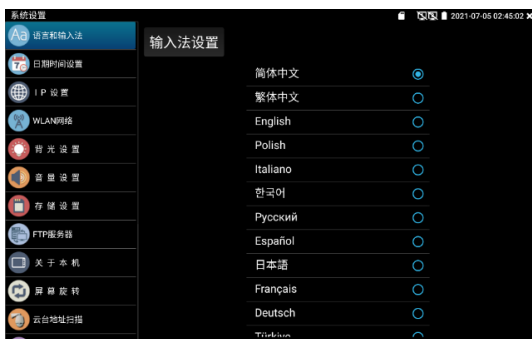 系统设置
2021-07-05 02:45:02
语言和输入法
输入法设置
日期时间设置
IP设置
WLAN网络
背光设置
音量设置
存储设置
FTP服务器
关于本机
屏幕旋转
云台地址扫描
简体中文
繁体中文
English
Polish
Italiano
한국어
Русский
Español
日本語
Français
Deutsch
Türkiye